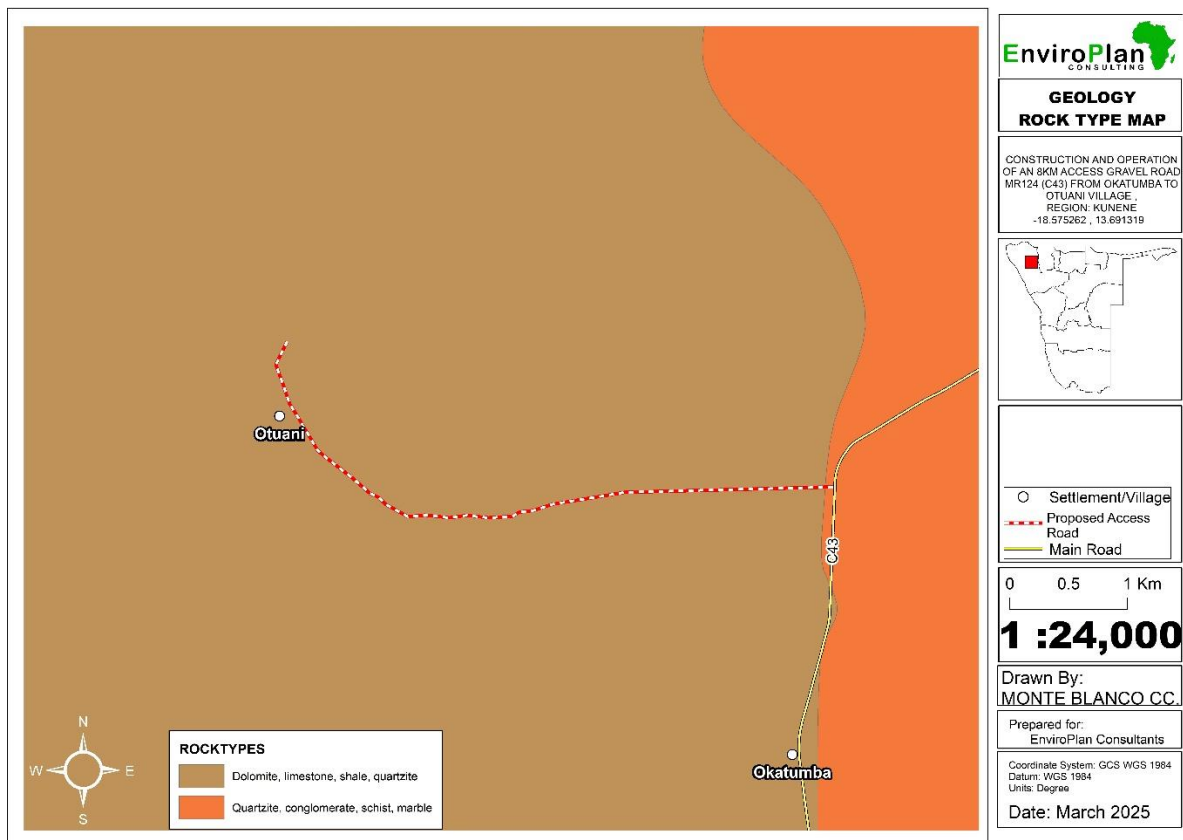 Otuani
C43
Okatumba
N
W
E
S
ROCKTYPES
Dolomite, limestone, shale, quartzite
Quartzite, conglomerate, schist, marble
EnviroPlan
CONSULTING
GEOLOGY
ROCK TYPE MAP
CONSTRUCTION AND OPERATION
OF AN 8KM ACCESS GRAVEL ROAD
MR124 (C43) FROM OKATUMBA TO
OTUANI VILLAGE ,
REGION: KUNENE
-18.575262 , 13.691319
Settlement/Village
Proposed Access
Road
Main Road
0 0.5 1 Km
1 :24,000
Drawn By:
MONTE BLANCO CC.
Prepared for:
EnviroPlan Consultants
Coordinate System: GCS WGS 1984
Datum: WGS 1984
Units: Degree
Date: March 2025